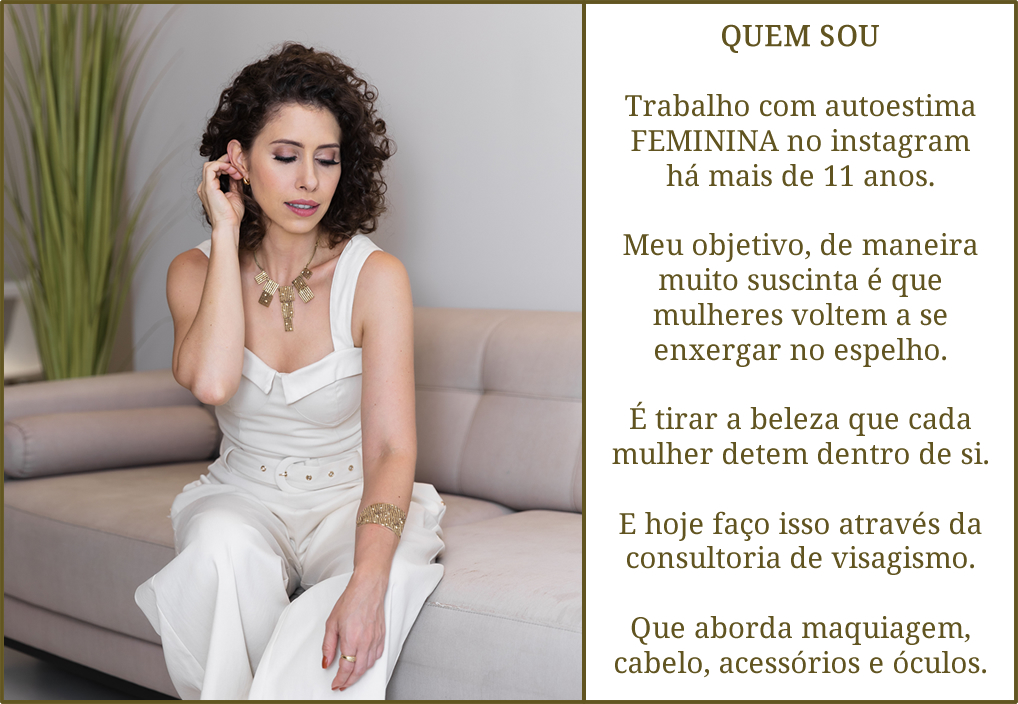 QUEM SOU
Trabalho com autoestima
FEMININA no instagram
há mais de 11 anos.
Meu objetivo, de maneira
muito suscinta é que
mulheres voltem a se
enxergar no espelho.
É tirar a beleza que cada
mulher detem dentro de si.
E hoje faço isso através da
consultoria de visagismo.
Que aborda maquiagem,
cabelo, acessórios e óculos.